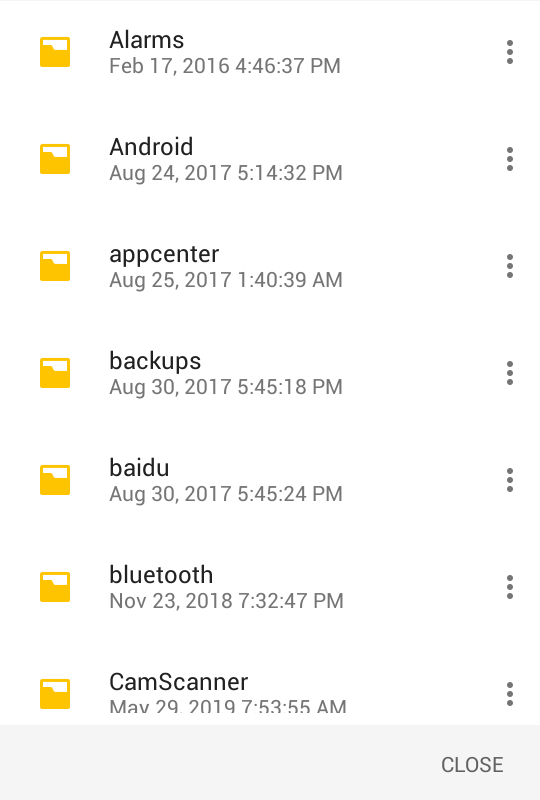 Alarms
Feb 17, 2016 4:46:37 PM
Android
Aug 24, 2017 5:14:32 PM
appcenter
Aug 25, 2017 1:40:39 AM
backups
Aug 30, 2017 5:45:18 PM
baidu
Aug 30, 2017 5:45:24 PM
bluetooth
Nov 23, 2018 7:32:47 PM
CamScanner
May 29, 2019 7:53:55 AM
CLOSE